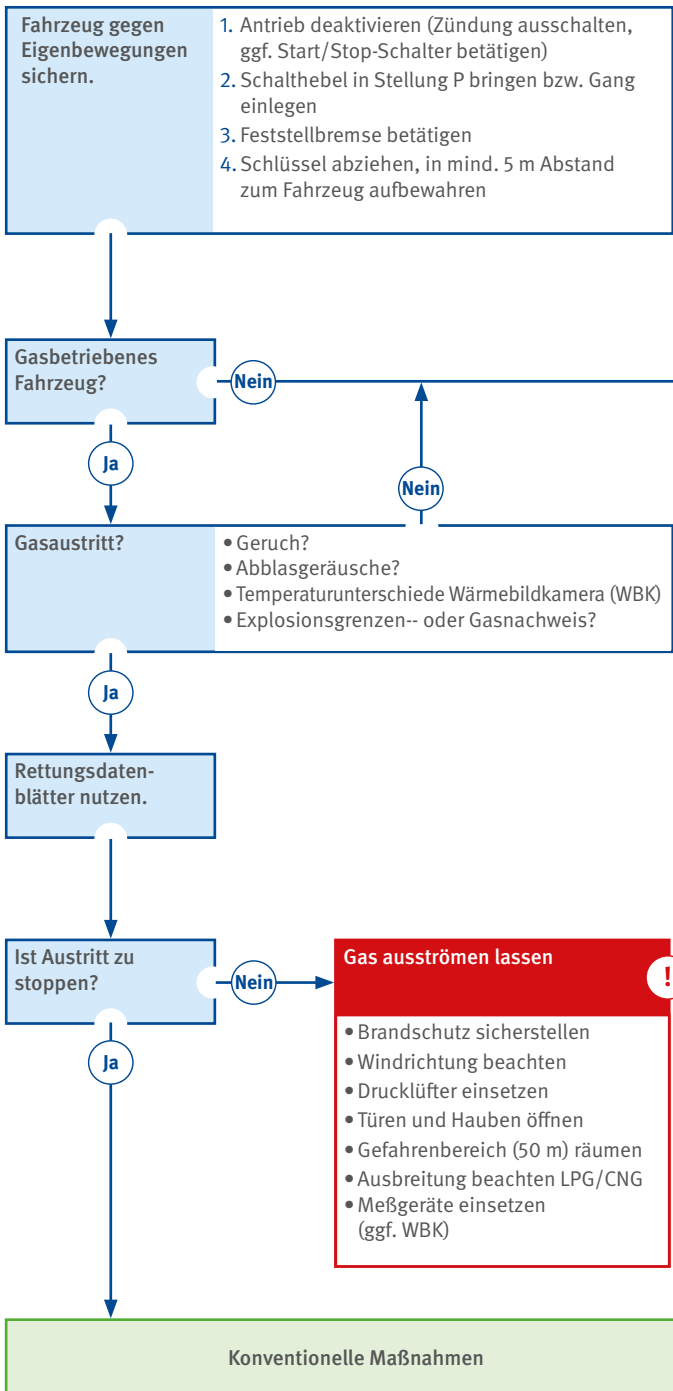 Fahrzeug gegen
Eigenbewegungen
sichern.
1. Antrieb deaktivieren (Zündung ausschalten,
ggf. Start/Stop-Schalter betätigen)
2. Schalthebel in Stellung P bringen bzw. Gang
einlegen
3. Feststellbremse betätigen
4. Schlüssel abziehen, in mind. 5 m Abstand
zum Fahrzeug aufbewahren
Gasbetriebenes
Fahrzeug?
Nein
Ja
Nein
Gasaustritt?
• Geruch?
• Abblasgeräusche?
• Temperaturunterschiede Wärmebildkamera (WBK)
• Explosionsgrenzen-- oder Gasnachweis?
Ja
Rettungsdaten-
blätter nutzen.
Ist Austritt zu
stoppen?
Nein
Gas ausströmen lassen
!
• Brandschutz sicherstellen
• Windrichtung beachten
• Drucklüfter einsetzen
• Türen und Hauben öffnen
• Gefahrenbereich (50 m) räumen
• Ausbreitung beachten LPG/CNG
• Meßgeräte einsetzen
(ggf. WBK)
Ja
Konventionelle Maßnahmen